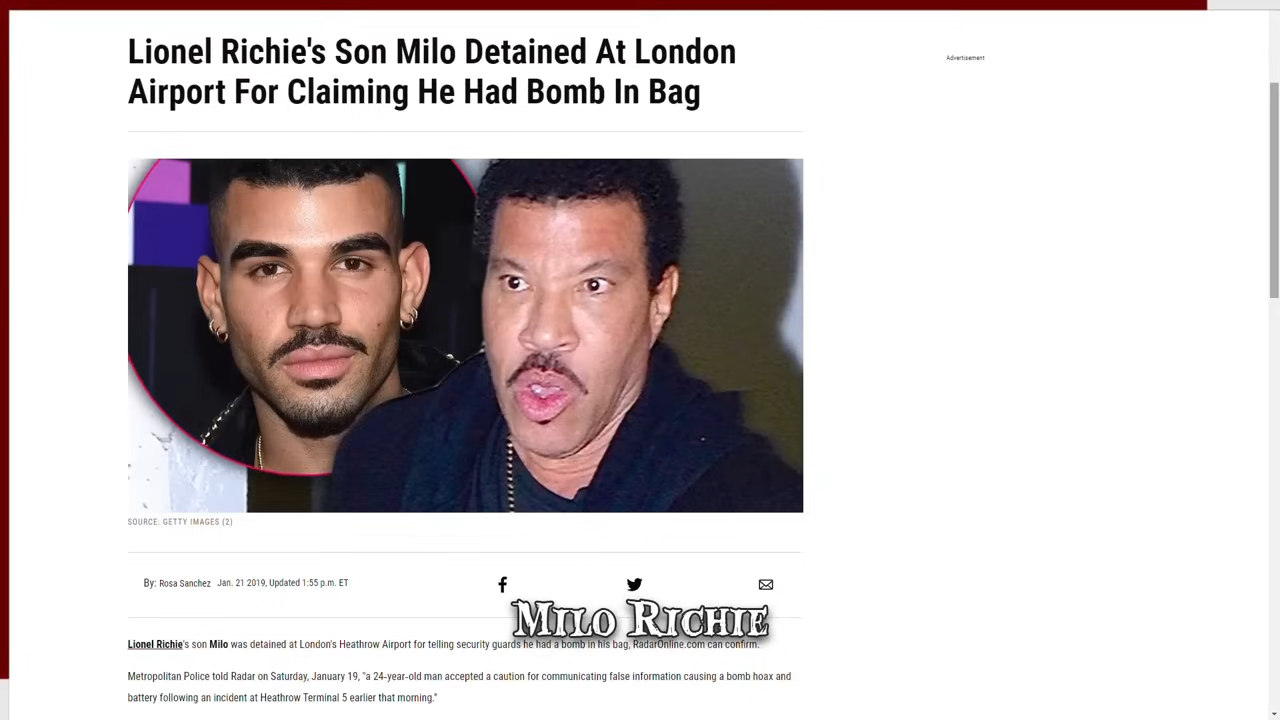 Lionel Richie's Son Milo Detained At London
Airport For Claiming He Had Bomb In Bag
Advertisement
SOURCE: GETTY IMAGES (2)
By: Rosa Sanchez Jan. 21 2019, Updated 1:55 p.m. ET
MILO RICHIE
Lionel Richie's son Milo was detained at London's Heathrow Airport for telling security guards he had a bomb in his bag, RadarOnline.com can confirm.
Metropolitan Police told Radar on Saturday, January 19, "a 24-year-old man accepted a caution for communicating false information causing a bomb hoax and
battery following an incident at Heathrow Terminal 5 earlier that morning."